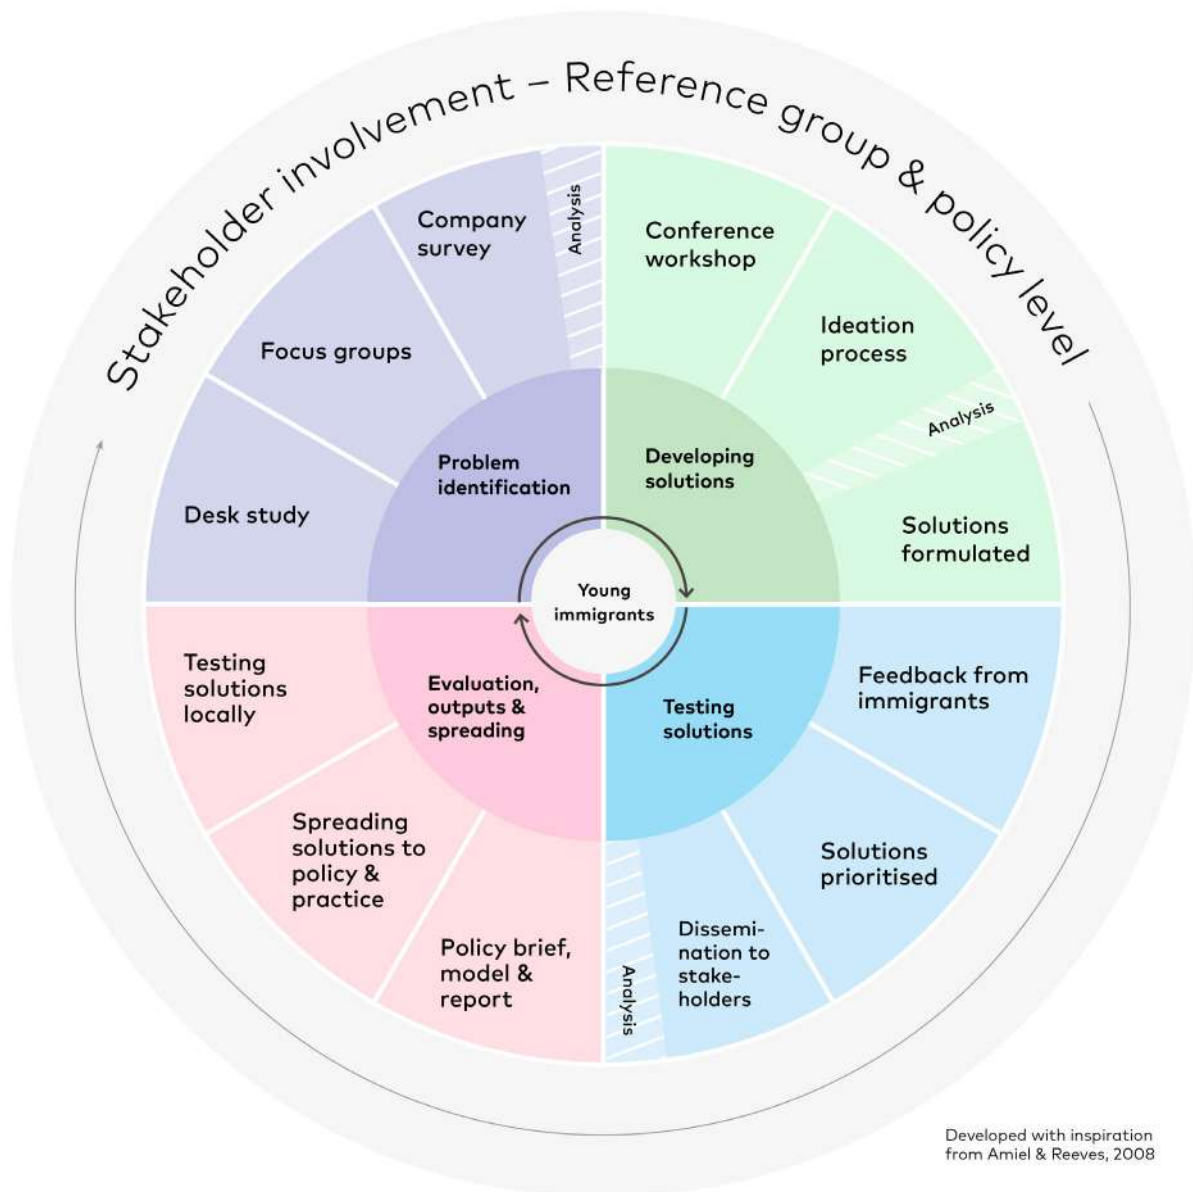 Stakeholder involvement – Reference group & policy level
Company
survey
Analysis
Focus groups
Desk study
Problem
identification
Conference
workshop
Ideation
process
Analysis
Solutions
formulated
Developing
solutions
Young
immigrants
Feedback from
immigrants
Solutions
prioritised
Dissemi-
nation to
stake-
holders
Analysis
Testing
solutions
Policy brief,
model &
report
Spreading
solutions to
policy &
practice
Testing
solutions
locally
Evaluation,
outputs &
spreading
Developed with inspiration
from Amiel & Reeves, 2008